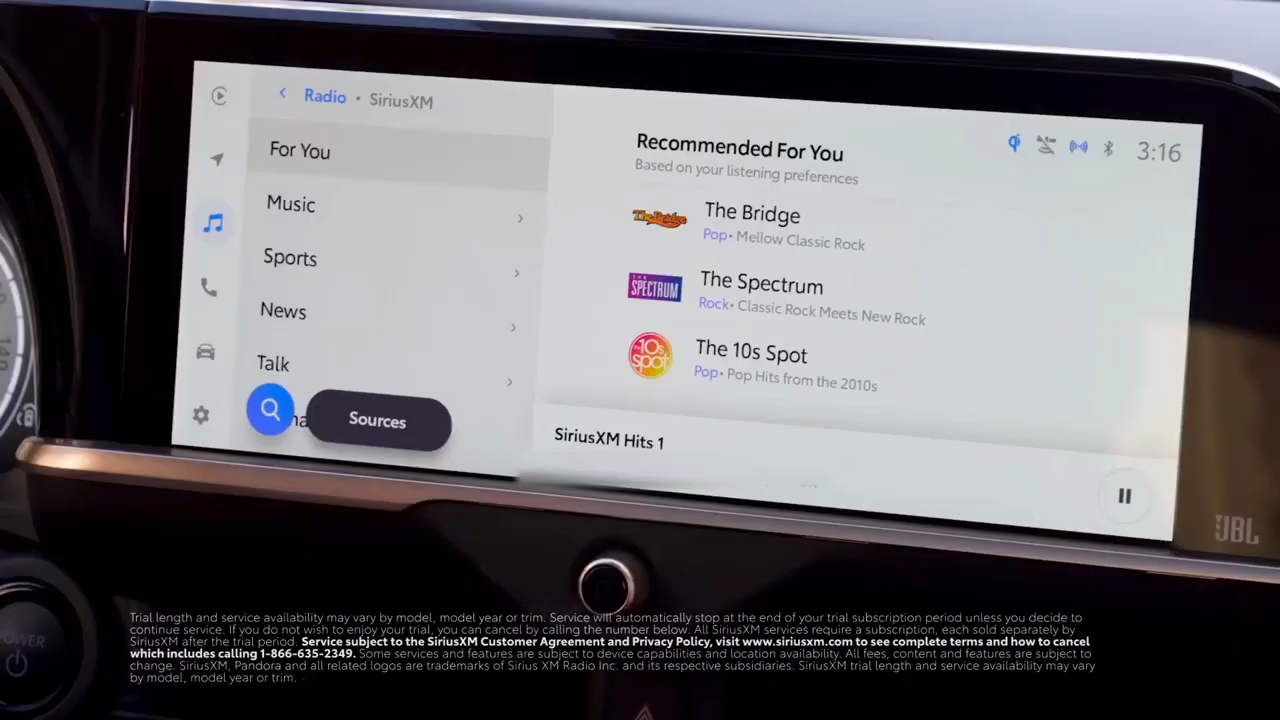 Radio • SiriusXM
For You
Music
Sports
News
Talk
Sources
Recommended For You
Based on your listening preferences
3:16
The Bridge
The Bridge
Pop • Mellow Classic Rock
THE SPECTRUM
The Spectrum
Rock • Classic Rock Meets New Rock
The 10s spot
The 10s Spot
Pop • Pop Hits from the 2010s
SiriusXM Hits 1
JBL
140
POWER
Trial length and service availability may vary by model, model year or trim. Service will automatically stop at the end of your trial subscription period unless you decide to
continue service. If you do not wish to enjoy your trial, you can cancel by calling the number below. All SiriusXM services require a subscription, each sold separately by
SiriusXM after the trial period. Service subject to the SiriusXM Customer Agreement and Privacy Policy, visit www.siriusxm.com to see complete terms and how to cancel
which includes calling 1-866-635-2349. Some services and features are subject to device capabilities and location availability. All fees, content and features are subject to
change. SiriusXM, Pandora and all related logos are trademarks of Sirius XM Radio Inc. and its respective subsidiaries. SiriusXM trial length and service availability may vary
by model, model year or trim.